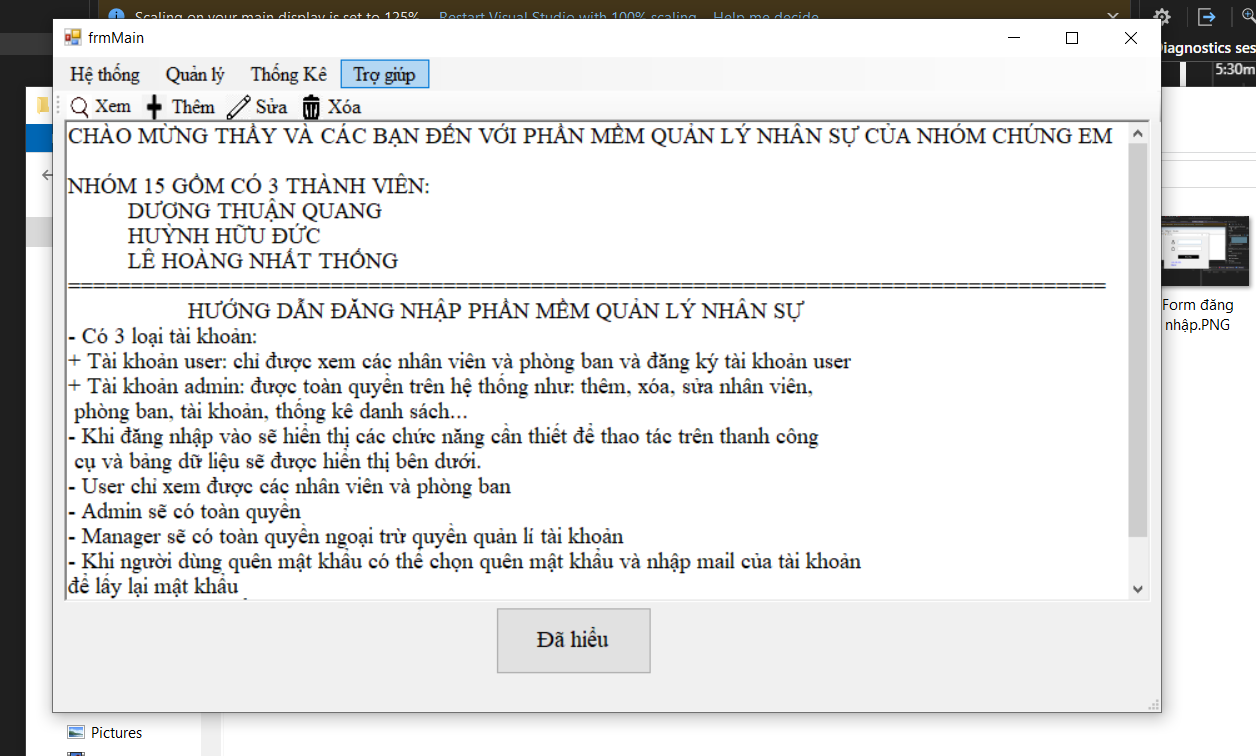 Scaling on your main display is set to 125%. Restart Visual Studio with 100% scaling Help me decide
frmMain
iagnostics ses
5:30m
Hệ thống Quản lý Thống Kê Trợ giúp
Xem Thêm Sửa Xóa
CHÀO MỪNG THẦY VÀ CÁC BẠN ĐẾN VỚI PHẦN MỀM QUẢN LÝ NHÂN SỰ CỦA NHÓM CHÚNG EM
NHÓM 15 GỒM CÓ 3 THÀNH VIÊN:
DƯƠNG THUẬN QUANG
HUỲNH HỮU ĐỨC
LÊ HOÀNG NHẤT THỐNG
===================================================================================
HƯỚNG DẪN ĐĂNG NHẬP PHẦN MỀM QUẢN LÝ NHÂN SỰ
- Có 3 loại tài khoản:
+ Tài khoản user: chỉ được xem các nhân viên và phòng ban và đăng ký tài khoản user
+ Tài khoản admin: được toàn quyền trên hệ thống như: thêm, xóa, sửa nhân viên,
phòng ban, tài khoản, thống kê danh sách...
- Khi đăng nhập vào sẽ hiển thị các chức năng cần thiết để thao tác trên thanh công
cụ và bảng dữ liệu sẽ được hiển thị bên dưới.
- User chỉ xem được các nhân viên và phòng ban
- Admin sẽ có toàn quyền
- Manager sẽ có toàn quyền ngoại trừ quyền quản lí tài khoản
- Khi người dùng quên mật khẩu có thể chọn quên mật khẩu và nhập mail của tài khoản
để lấy lại mật khẩu
Đã hiểu
Form đăng
nhập.PNG
Pictures